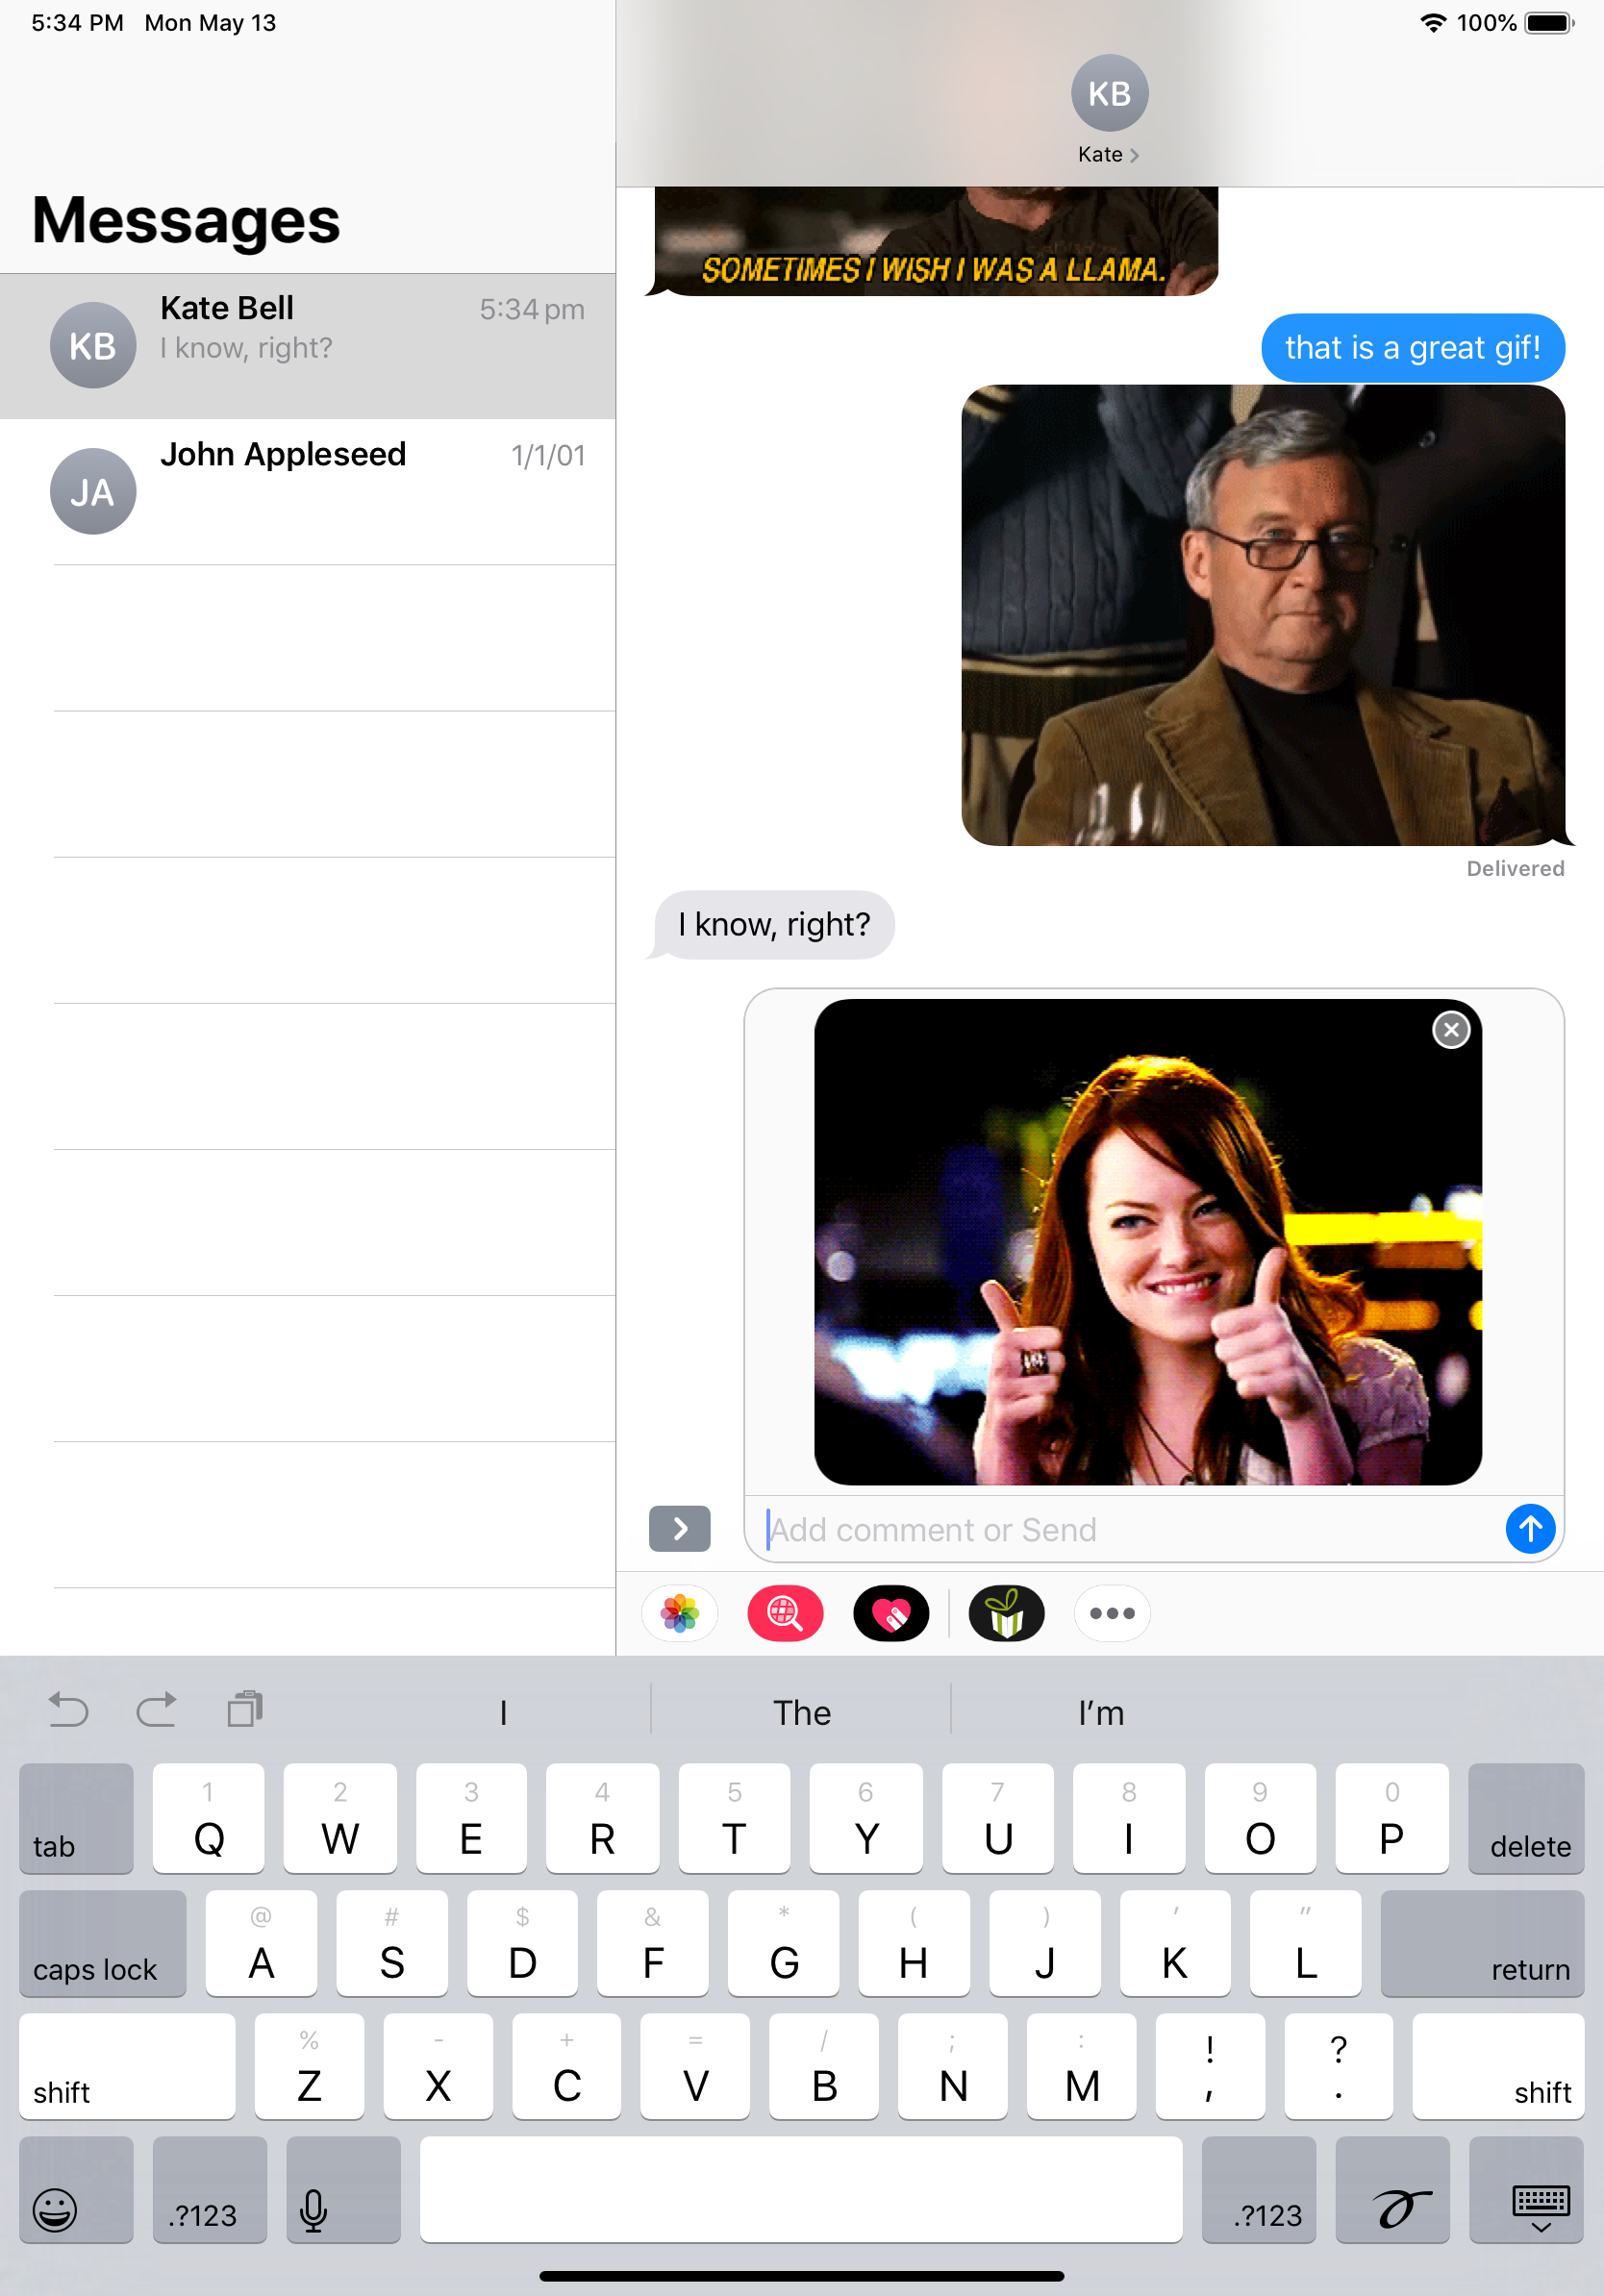 5:34 PM Mon May 13
100%
Messages
KB
Kate Bell
5:34 pm
I know, right?
JA
John Appleseed
1/1/01
KB
Kate
SOMETIMES I WISH I WAS A LLAMA.
that is a great gif!
Delivered
I know, right?
Add comment or Send
I The I’m
tab 1 Q 2 W 3 E 4 R 5 T 6 Y 7 U 8 I 9 O 0 P delete
caps lock @ A # S $ D & F * G ( H ) J ' K " L return
shift % Z - X + C = V / B ; N : M ! , ? . shift
.?123 .?123